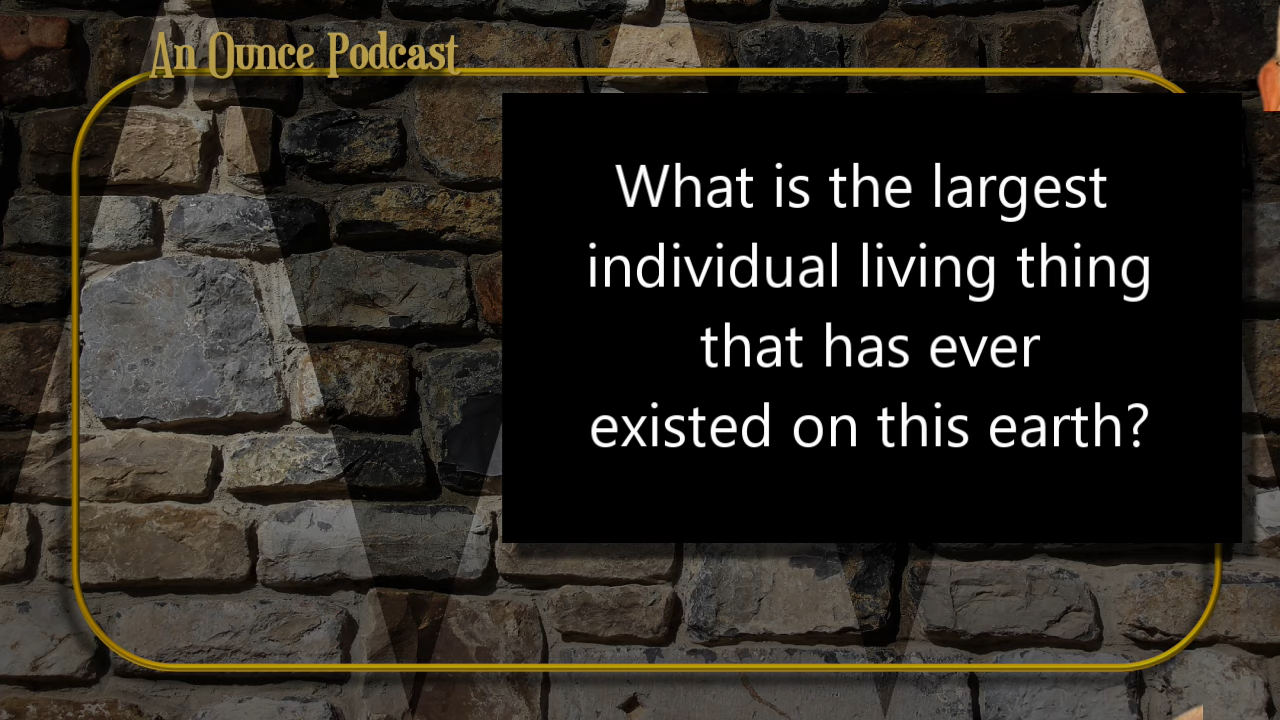 An Ounce Podcast
What is the largest
individual living thing
that has ever
existed on this earth?